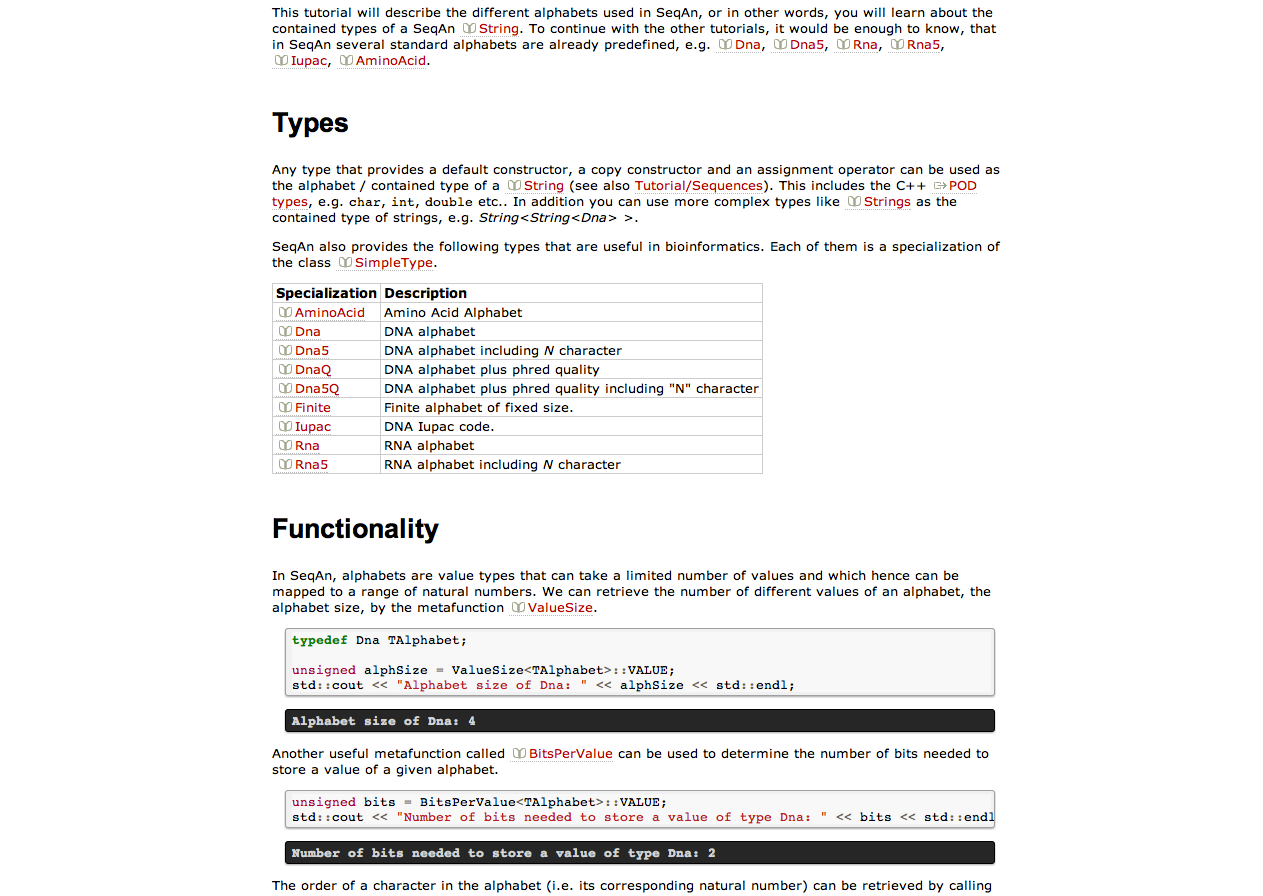 This tutorial will describe the different alphabets used in SeqAn, or in other words, you will learn about the
contained types of a SeqAn String. To continue with the other tutorials, it would be enough to know, that
in SeqAn several standard alphabets are already predefined, e.g. Dna, Dna5, Rna, Rna5,
Iupac, AminoAcid.
Types
Any type that provides a default constructor, a copy constructor and an assignment operator can be used as
the alphabet / contained type of a String (see also Tutorial/Sequences). This includes the C++ POD
types, e.g. char, int, double etc.. In addition you can use more complex types like Strings as the
contained type of strings, e.g. String<String<Dna> >.
SeqAn also provides the following types that are useful in bioinformatics. Each of them is a specialization of
the class SimpleType.
Specialization Description
AminoAcid Amino Acid Alphabet
Dna DNA alphabet
Dna5 DNA alphabet including N character
DnaQ DNA alphabet plus phred quality
Dna5Q DNA alphabet plus phred quality including "N" character
Finite Finite alphabet of fixed size.
Iupac DNA Iupac code.
Rna RNA alphabet
Rna5 RNA alphabet including N character
Functionality
In SeqAn, alphabets are value types that can take a limited number of values and which hence can be
mapped to a range of natural numbers. We can retrieve the number of different values of an alphabet, the
alphabet size, by the metafunction ValueSize.
typedef Dna TAlphabet;
unsigned alphSize = ValueSize<TAlphabet>::VALUE;
std::cout << "Alphabet size of Dna: " << alphSize << std::endl;
Alphabet size of Dna: 4
Another useful metafunction called BitsPerValue can be used to determine the number of bits needed to
store a value of a given alphabet.
unsigned bits = BitsPerValue<TAlphabet>::VALUE;
std::cout << "Number of bits needed to store a value of type Dna: " << bits << std::endl
Number of bits needed to store a value of type Dna: 2
The order of a character in the alphabet (i.e. its corresponding natural number) can be retrieved by calling